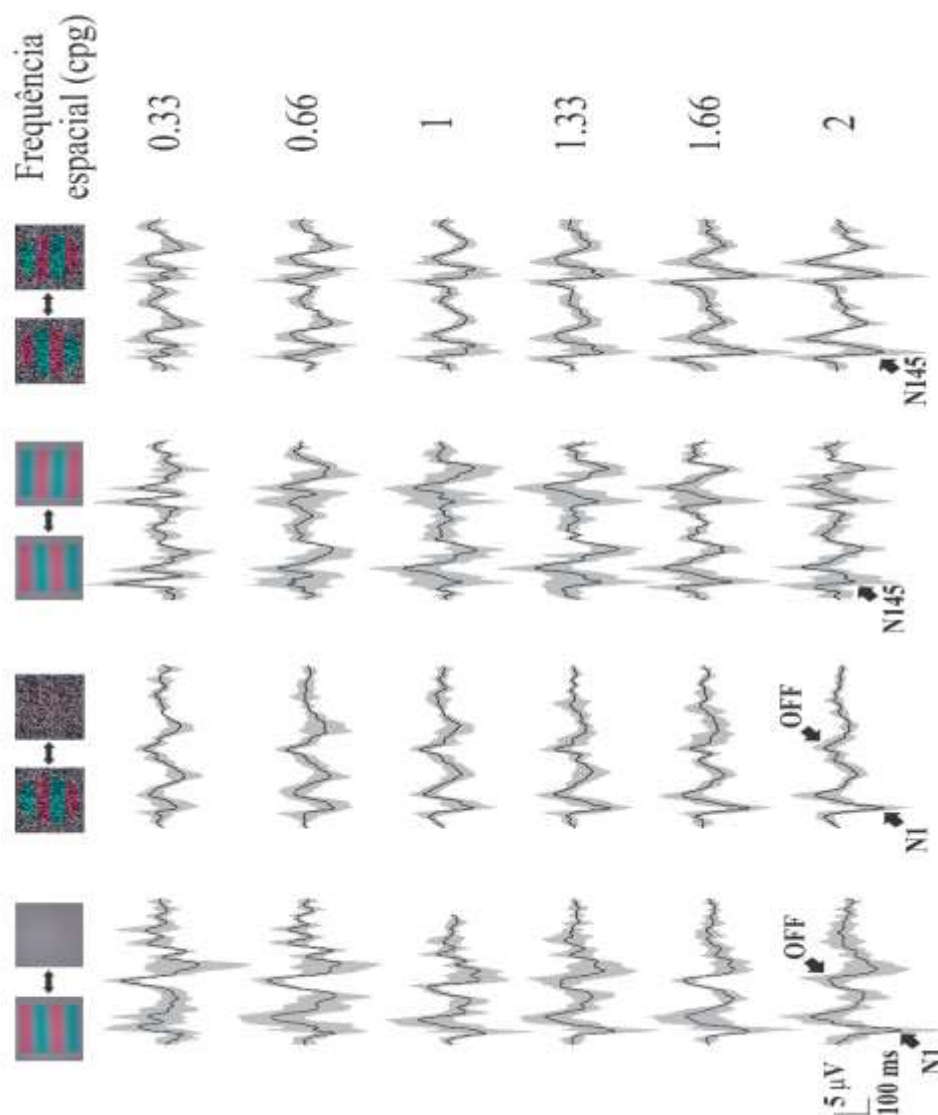 Frequência
espacial (cpg)
0.33
0.66
1
1.33
1.66
2
N145
N145
OFF
N1
OFF
N1
5 µV
100 ms